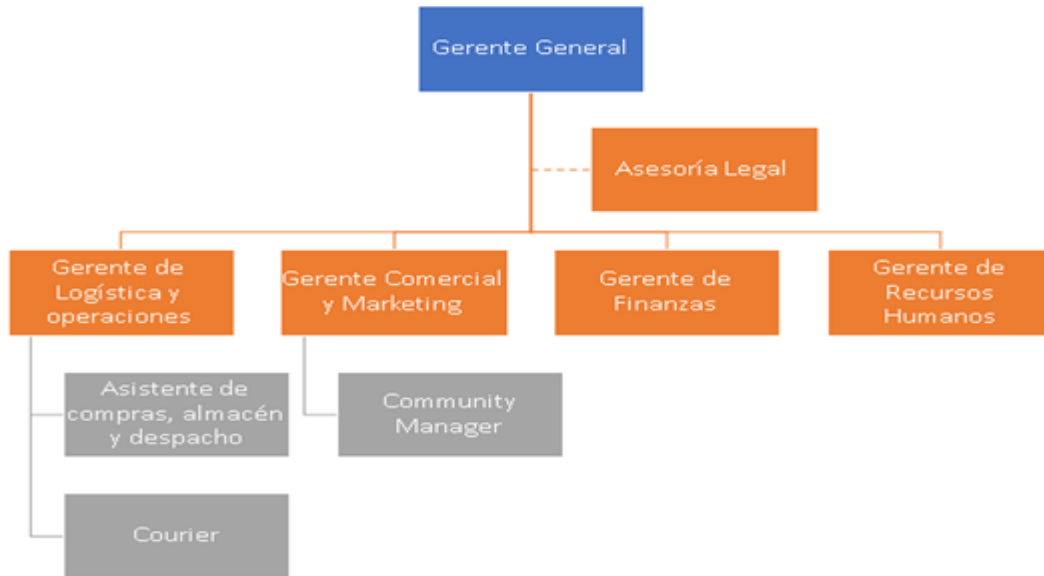 Gerente General
Asesoría Legal
Gerente de
Logística y
operaciones
Gerente Comercial
y Marketing
Gerente de
Finanzas
Gerente de
Recursos
Humanos
Asistente de
compras, almacén
y despacho
Community
Manager
Courier